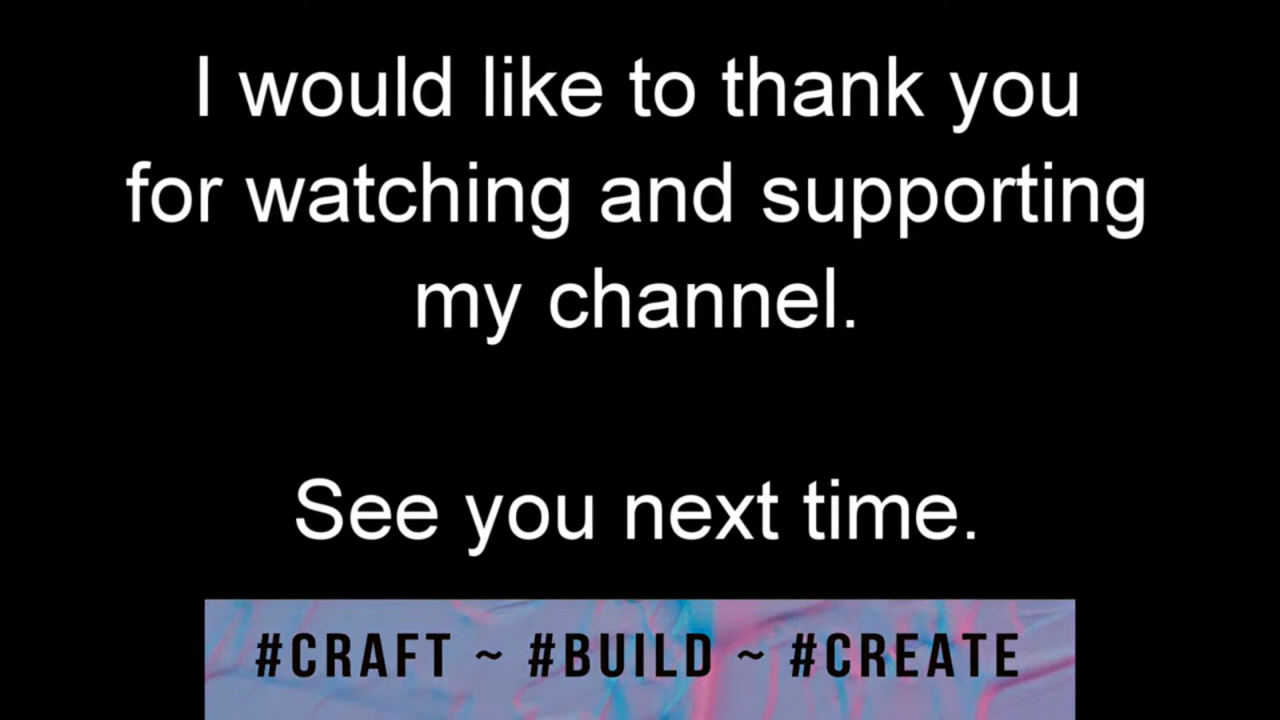 I would like to thank you
for watching and supporting
my channel.
See you next time.
#CRAFT ~ #BUILD ~ #CREATE